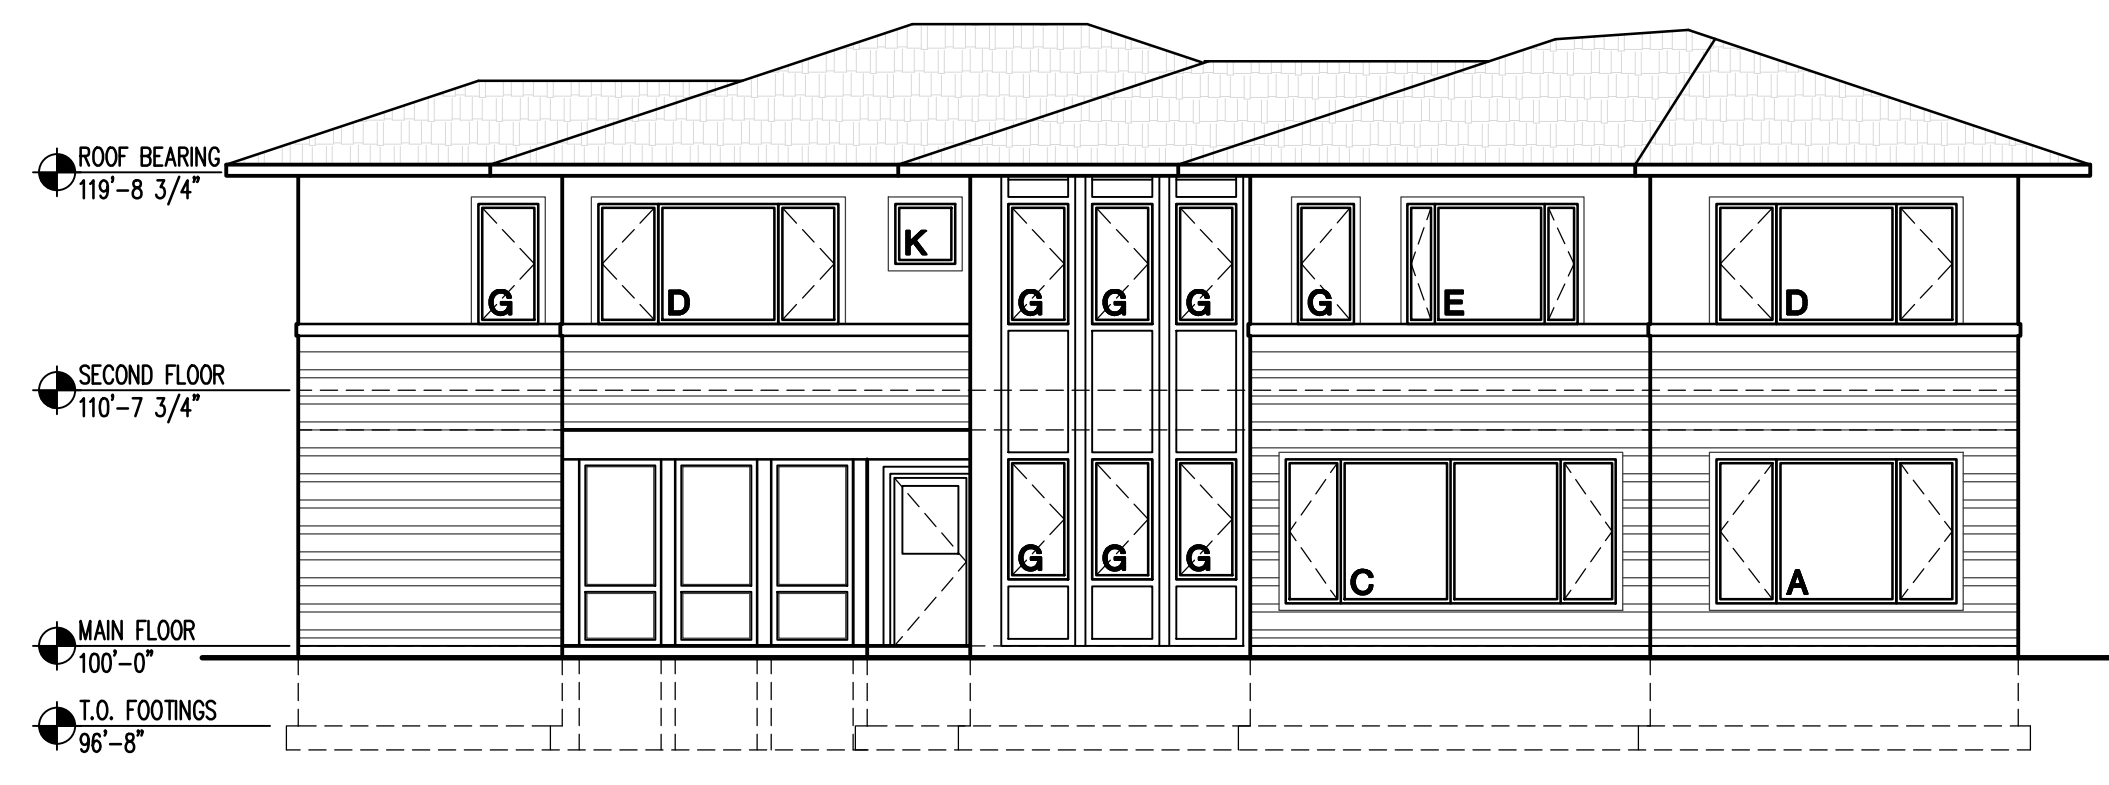 ROOF BEARING
119'-8 3/4"
K
G D G G G G E D
SECOND FLOOR
110'-7 3/4"
G G G C A
MAIN FLOOR
100'-0"
T.O. FOOTINGS
96'-8"